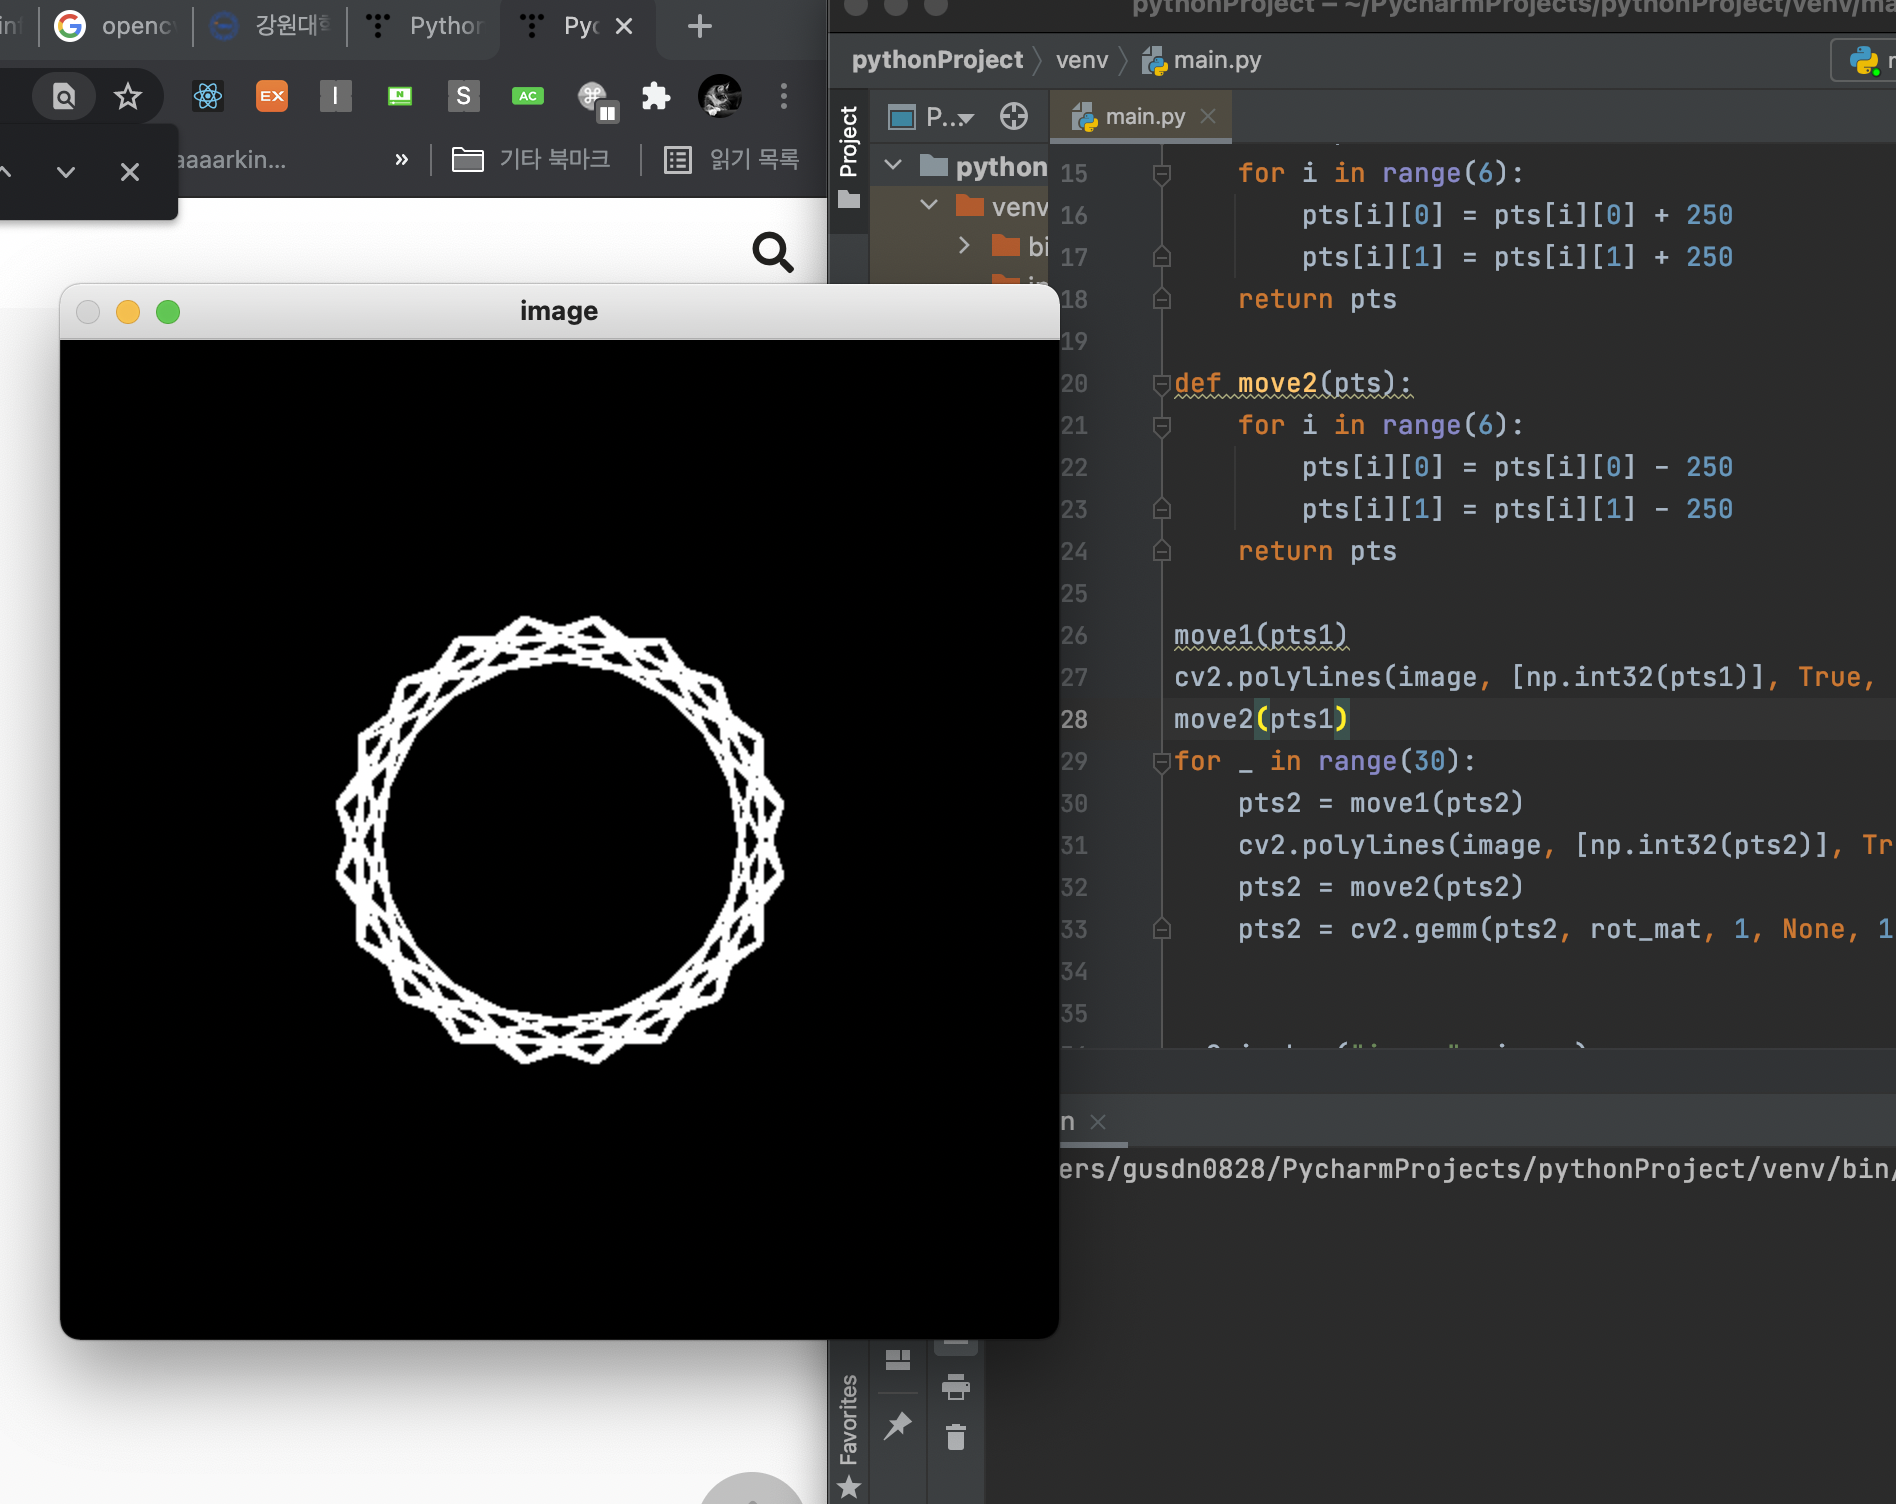 openc
강원대학
Python
Pyc
pythonProject – ~/PycharmProjects/pythonProject/venv/ma
pythonProject
venv
main.py
EX
I
N
S
AC
aaaarkin...
»
기타 북마크
읽기 목록
Project
P...
main.py
python
venv
bi
image
15 for i in range(6):
16 pts[i][0] = pts[i][0] + 250
17 pts[i][1] = pts[i][1] + 250
18 return pts
19
20 def move2(pts):
21 for i in range(6):
22 pts[i][0] = pts[i][0] - 250
23 pts[i][1] = pts[i][1] - 250
24 return pts
25
26 move1(pts1)
27 cv2.polylines(image, [np.int32(pts1)], True,
28 move2(pts1)
29 for _ in range(30):
30 pts2 = move1(pts2)
31 cv2.polylines(image, [np.int32(pts2)], Tr
32 pts2 = move2(pts2)
33 pts2 = cv2.gemm(pts2, rot_mat, 1, None, 1
34
35
n
ers/gusdn0828/PycharmProjects/pythonProject/venv/bin/
Favorites